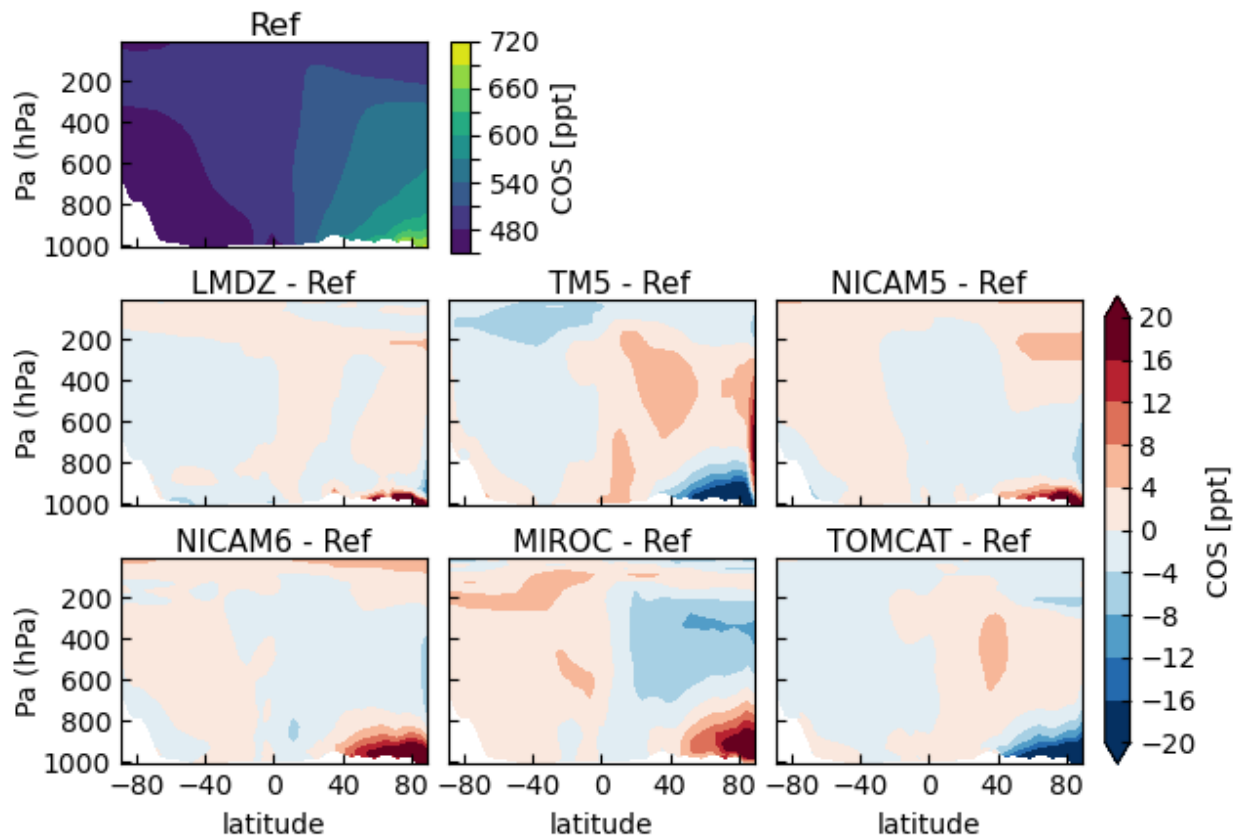 Ref
Pa (hPa)
200
400
600
800
1000
720
660
600
540
480
COS [ppt]
LMDZ - Ref
TM5 - Ref
NICAM5 - Ref
Pa (hPa)
200
400
600
800
1000
NICAM6 - Ref
MIROC - Ref
TOMCAT - Ref
Pa (hPa)
200
400
600
800
1000
−80 −40 0 40 80
−80 −40 0 40 80
−80 −40 0 40 80
latitude
latitude
latitude
20
16
12
8
4
0
−4
−8
−12
−16
−20
COS [ppt]